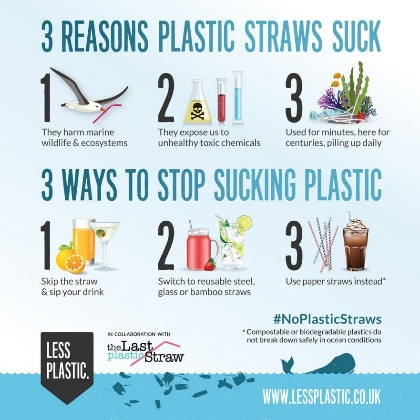 3 REASONS PLASTIC STRAWS SUCK
1
They harm marine
wildlife & ecosystems
2
They expose us to
unhealthy toxic chemicals
3
Used for minutes, here for
centuries, piling up daily
3 WAYS TO STOP SUCKING PLASTIC
1
Skip the straw
& sip your drink
2
Switch to reusable steel,
glass or bamboo straws
3
Use paper straws instead*
#NoPlasticStraws
* Compostable or biodegradable plastics do
not break down safely in ocean conditions
LESS
PLASTIC.
IN COLLABORATION WITH
the Last
plastic Straw
WWW.LESSPLASTIC.CO.UK